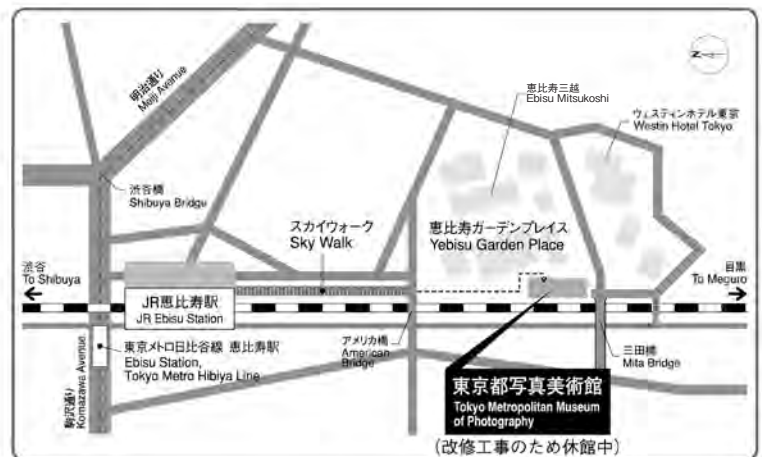 明治通り
Meiji Avenue
恵比寿三越
Ebisu Mitsukoshi
N
ウェスティンホテル東京
Westin Hotel Tokyo
渋谷橋
Shibuya Bridge
スカイウォーク
Sky Walk
恵比寿ガーデンプレイス
Yebisu Garden Place
渋谷
To Shibuya
目黒
To Meguro
JR恵比寿駅
JR Ebisu Station
東京メトロ日比谷線 恵比寿駅
Ebisu Station,
Tokyo Metro Hibiya Line
駒沢通り
Komazawa Avenue
アメリカ橋
American
Bridge
三田橋
Mita Bridge
東京都写真美術館
Tokyo Metropolitan Museum
of Photography
(改修工事のため休館中)